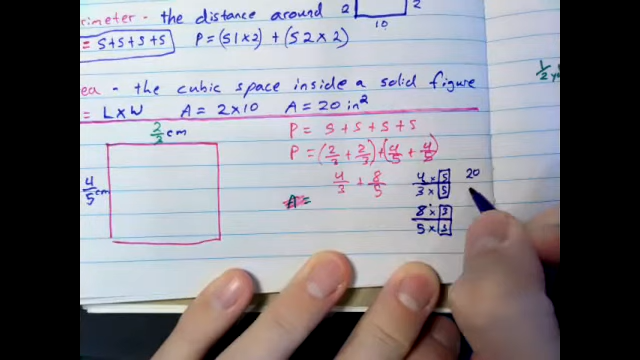 rimeter - the distance around 2 2
= S+S+S+S P = (S1×2) + (S2×2) 10
ea - the cubic space inside a solid figure
= L×W A = 2×10 A = 20 in²
1/2
2/3 cm P = S + S + S + S
P = (2/3 + 2/3) + (4/5 + 4/5)
4/5 cm 4/3 + 8/5 4×5/3×5 20
A =
8×3/5×3